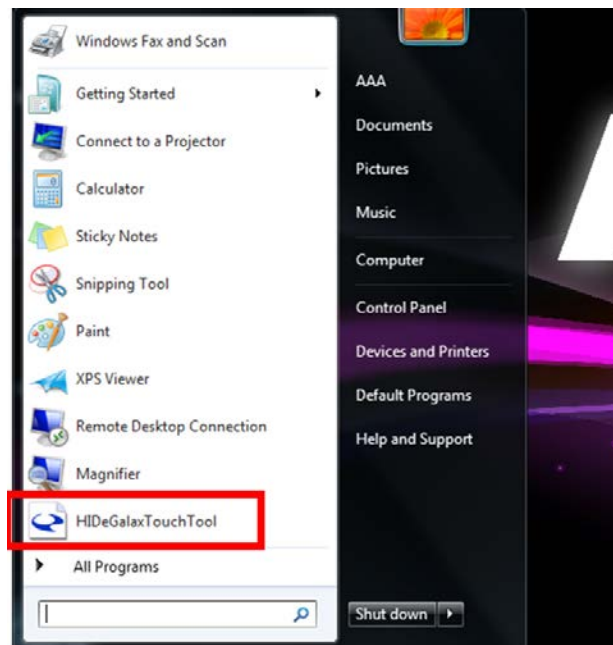 Windows Fax and Scan
Getting Started
Connect to a Projector
Calculator
Sticky Notes
Snipping Tool
Paint
XPS Viewer
Remote Desktop Connection
Magnifier
HIDeGalaxTouchTool
All Programs
AAA
Documents
Pictures
Music
Computer
Control Panel
Devices and Printers
Default Programs
Help and Support
Shut down